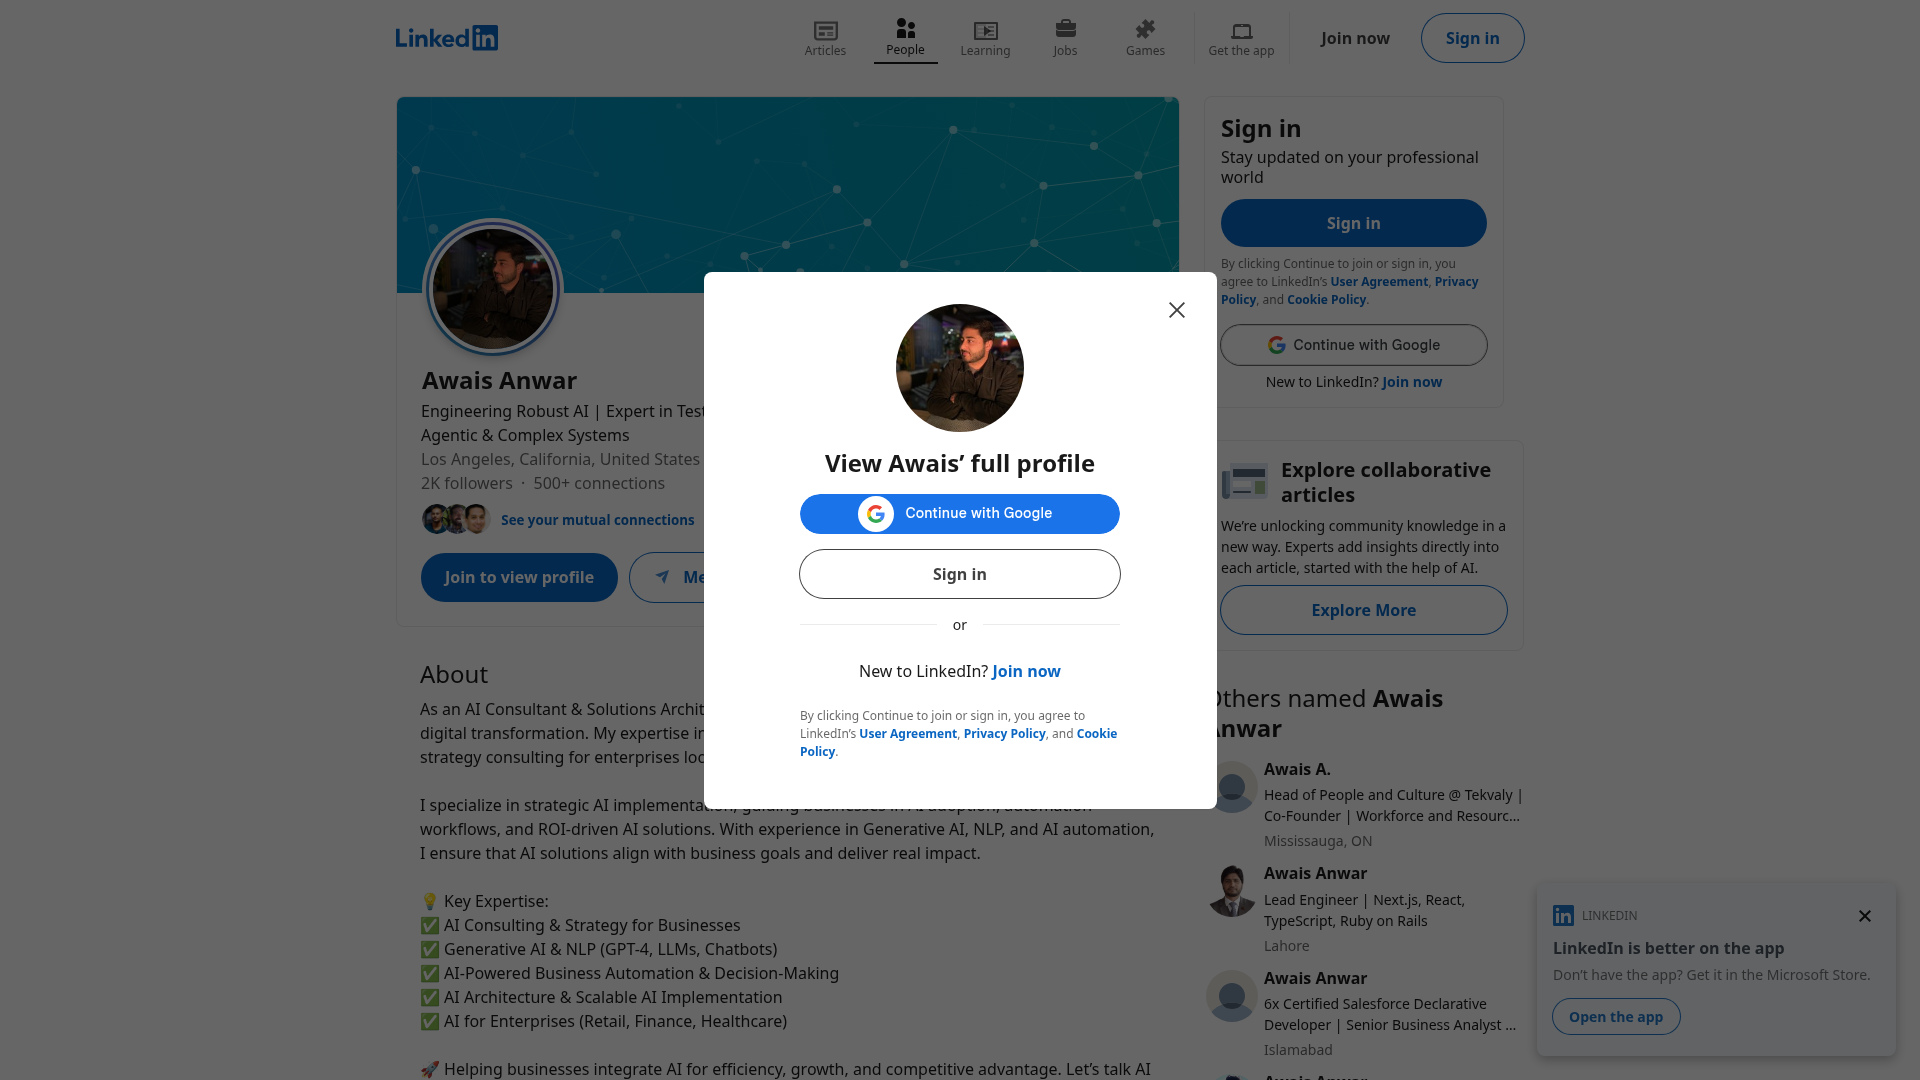 Linked in
Articles
People
Learning
Jobs
Games
Get the app
Join now
Sign in
Sign in
Stay updated on your professional
world
Sign in
By clicking Continue to join or sign in, you
agree to LinkedIn's User Agreement, Privacy
Policy, and Cookie Policy.
Continue with Google
New to LinkedIn? Join now
Awais Anwar
Engineering Robust AI | Expert in Test
Agentic & Complex Systems
Los Angeles, California, United States
2K followers · 500+ connections
See your mutual connections
Join to view profile
Me
View Awais’ full profile
Continue with Google
Sign in
or
New to LinkedIn? Join now
By clicking Continue to join or sign in, you agree to
LinkedIn’s User Agreement, Privacy Policy, and Cookie
Policy.
Explore collaborative
articles
We’re unlocking community knowledge in a
new way. Experts add insights directly into
each article, started with the help of AI.
Explore More
About
As an AI Consultant & Solutions Archit
digital transformation. My expertise in
strategy consulting for enterprises loo
I specialize in strategic AI implementation, guiding businesses in AI adoption, automation
workflows, and ROI-driven AI solutions. With experience in Generative AI, NLP, and AI automation,
I ensure that AI solutions align with business goals and deliver real impact.
💡 Key Expertise:
✅ AI Consulting & Strategy for Businesses
✅ Generative AI & NLP (GPT-4, LLMs, Chatbots)
✅ AI-Powered Business Automation & Decision-Making
✅ AI Architecture & Scalable AI Implementation
✅ AI for Enterprises (Retail, Finance, Healthcare)
🚀 Helping businesses integrate AI for efficiency, growth, and competitive advantage. Let’s talk AI
Others named Awais
Anwar
Awais A.
Head of People and Culture @ Tekvaly |
Co-Founder | Workforce and Resourc...
Mississauga, ON
Awais Anwar
Lead Engineer | Next.js, React,
TypeScript, Ruby on Rails
Lahore
Awais Anwar
6x Certified Salesforce Declarative
Developer | Senior Business Analyst ...
Islamabad
Awais Anwar
LINKEDIN
LinkedIn is better on the app
Don’t have the app? Get it in the Microsoft Store.
Open the app